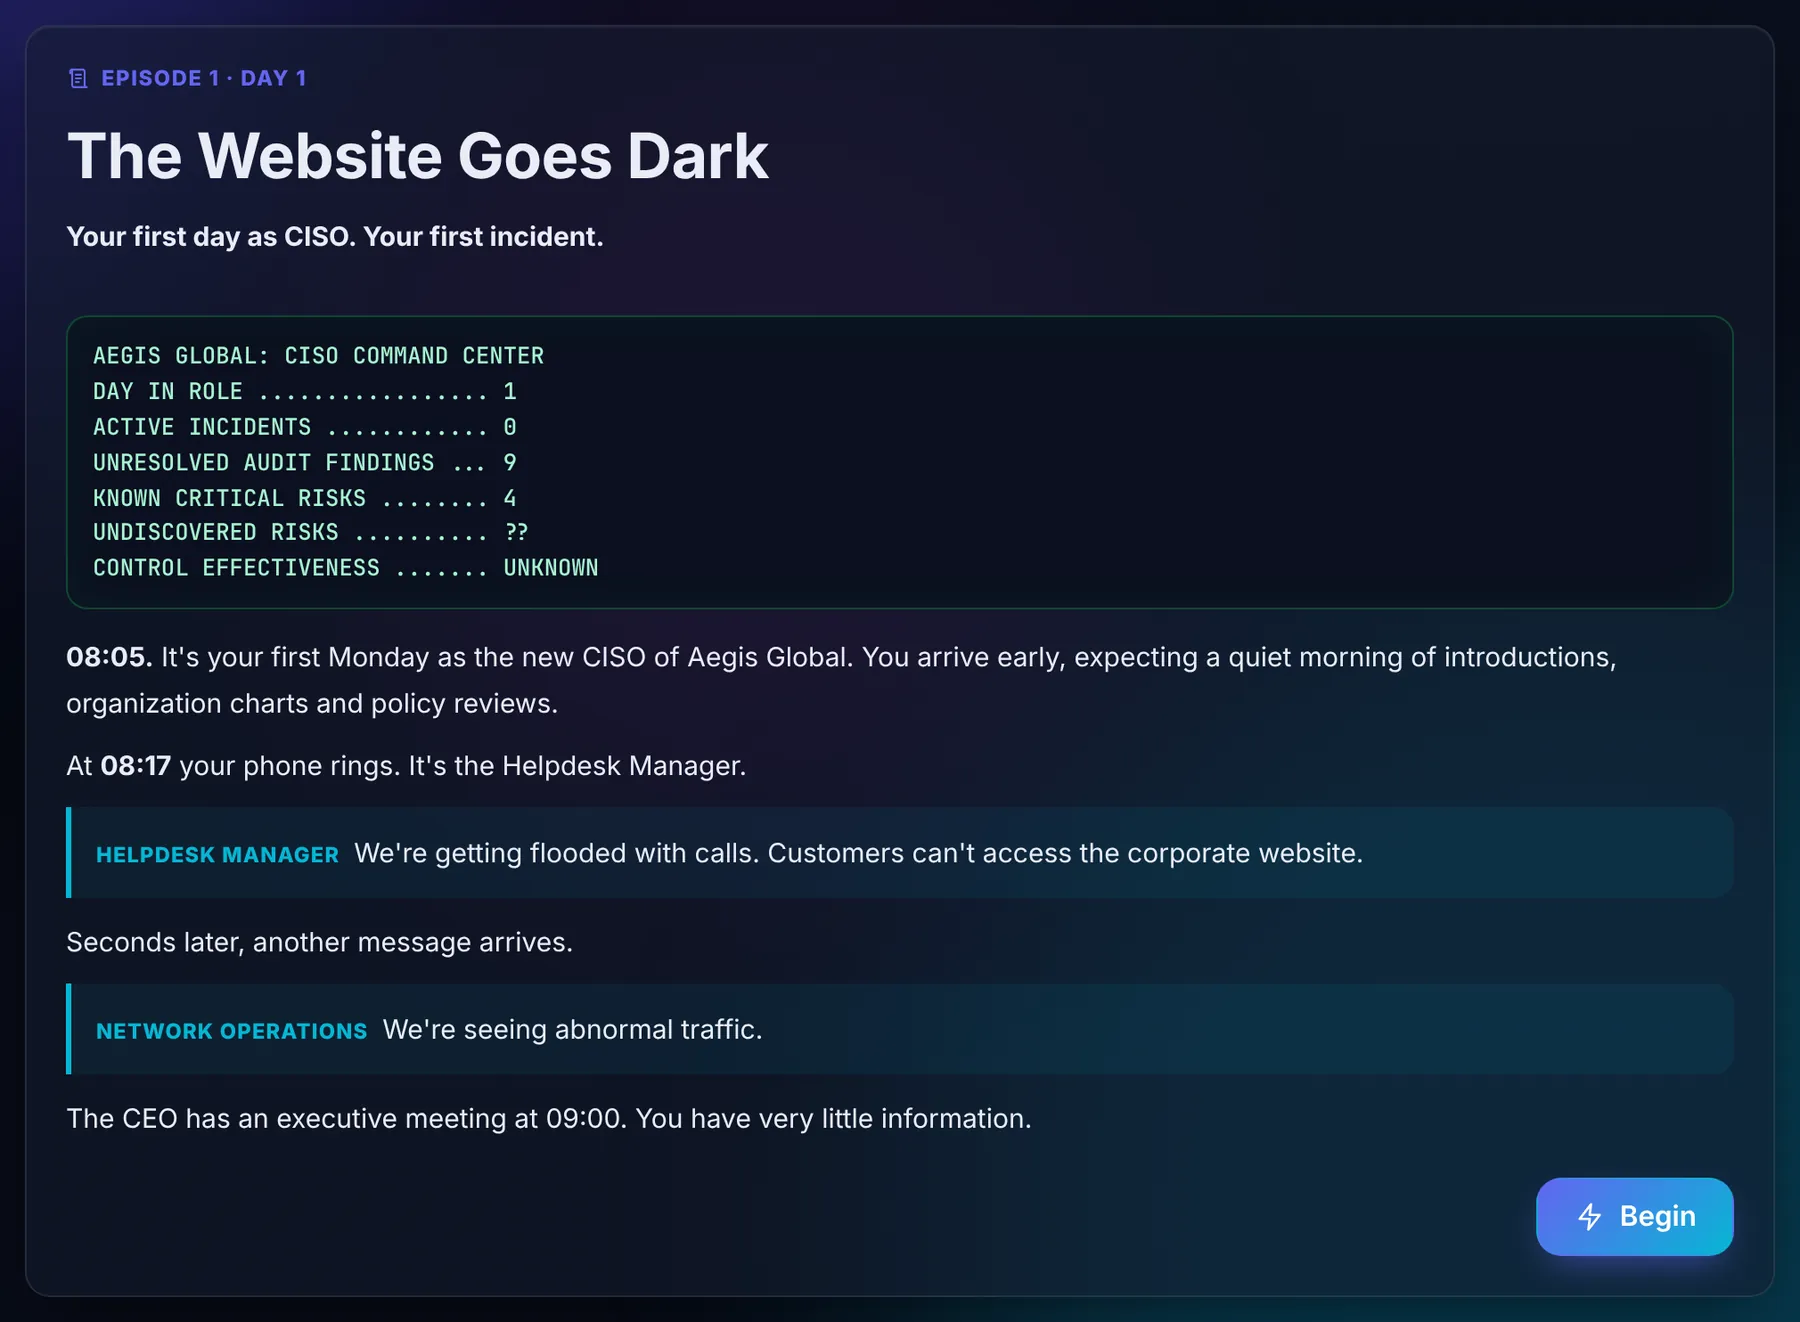 EPISODE 1 · DAY 1
The Website Goes Dark
Your first day as CISO. Your first incident.
AEGIS GLOBAL: CISO COMMAND CENTER
DAY IN ROLE ................. 1
ACTIVE INCIDENTS ............ 0
UNRESOLVED AUDIT FINDINGS ... 9
KNOWN CRITICAL RISKS ........ 4
UNDISCOVERED RISKS .......... ??
CONTROL EFFECTIVENESS ....... UNKNOWN
08:05. It's your first Monday as the new CISO of Aegis Global. You arrive early, expecting a quiet morning of introductions,
organization charts and policy reviews.
At 08:17 your phone rings. It's the Helpdesk Manager.
HELPDESK MANAGER We're getting flooded with calls. Customers can't access the corporate website.
Seconds later, another message arrives.
NETWORK OPERATIONS We're seeing abnormal traffic.
The CEO has an executive meeting at 09:00. You have very little information.
Begin